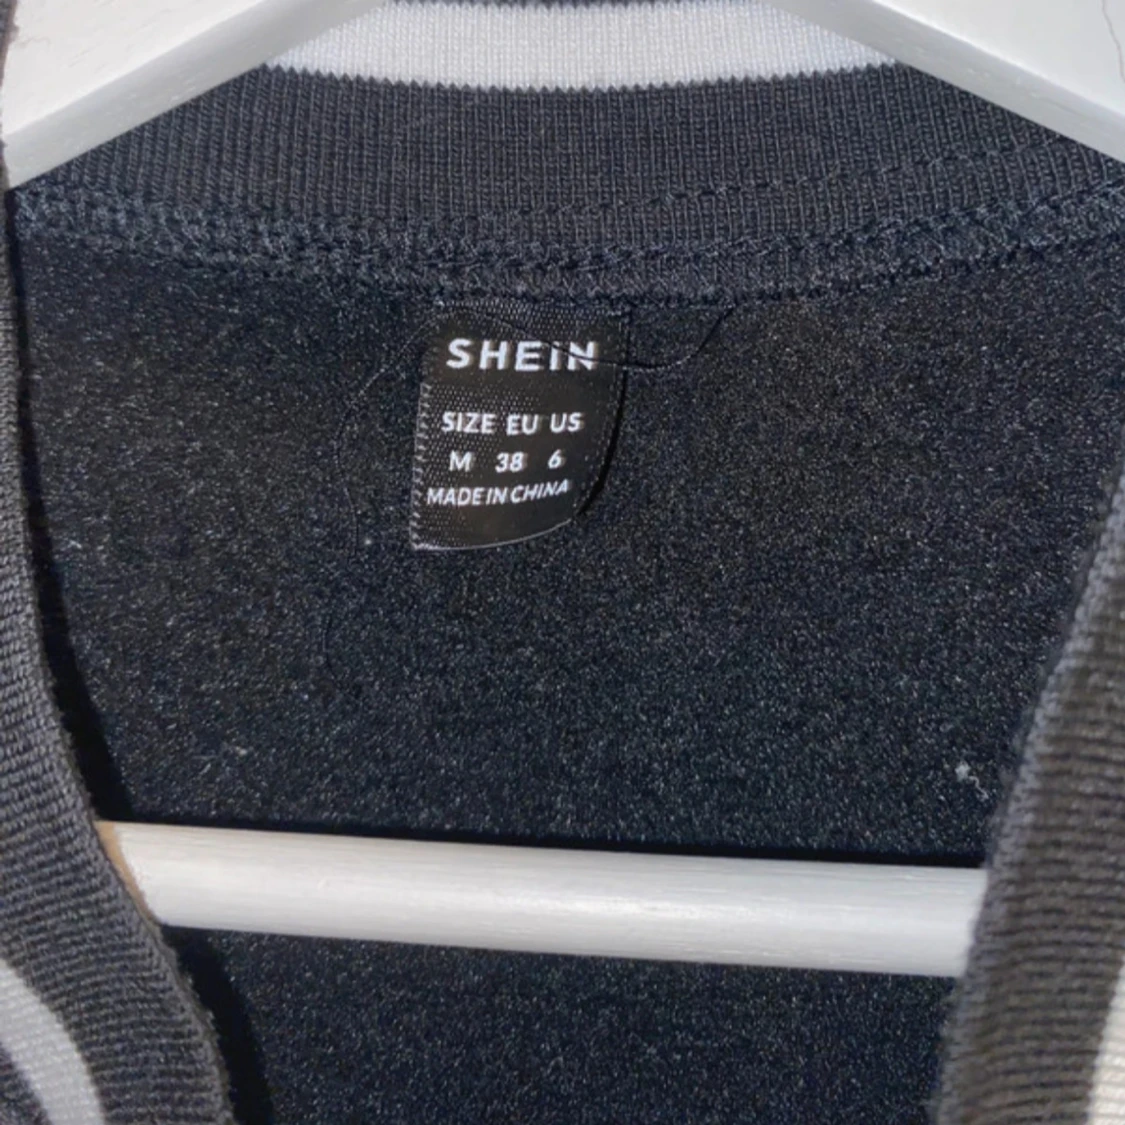 SHEIN
SIZE EU US
M 38 6
MADE IN CHINA